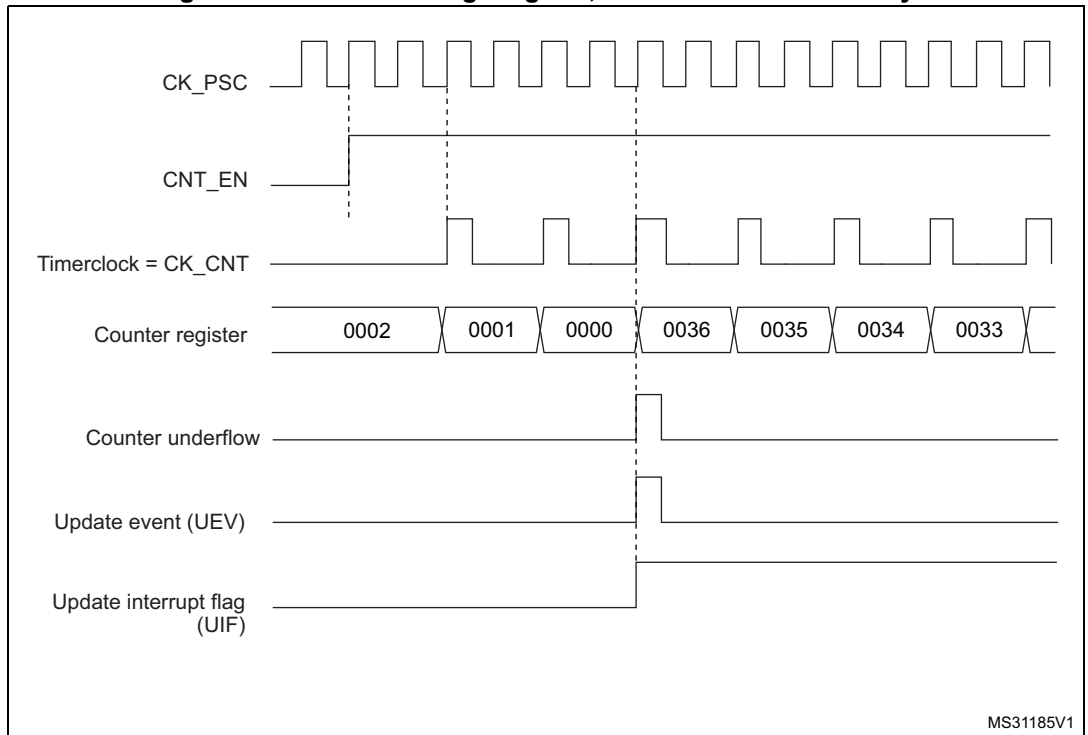 CK_PSC
CNT_EN
Timerclock = CK_CNT
Counter register
0002 0001 0000 0036 0035 0034 0033
Counter underflow
Update event (UEV)
Update interrupt flag
(UIF)
MS31185V1